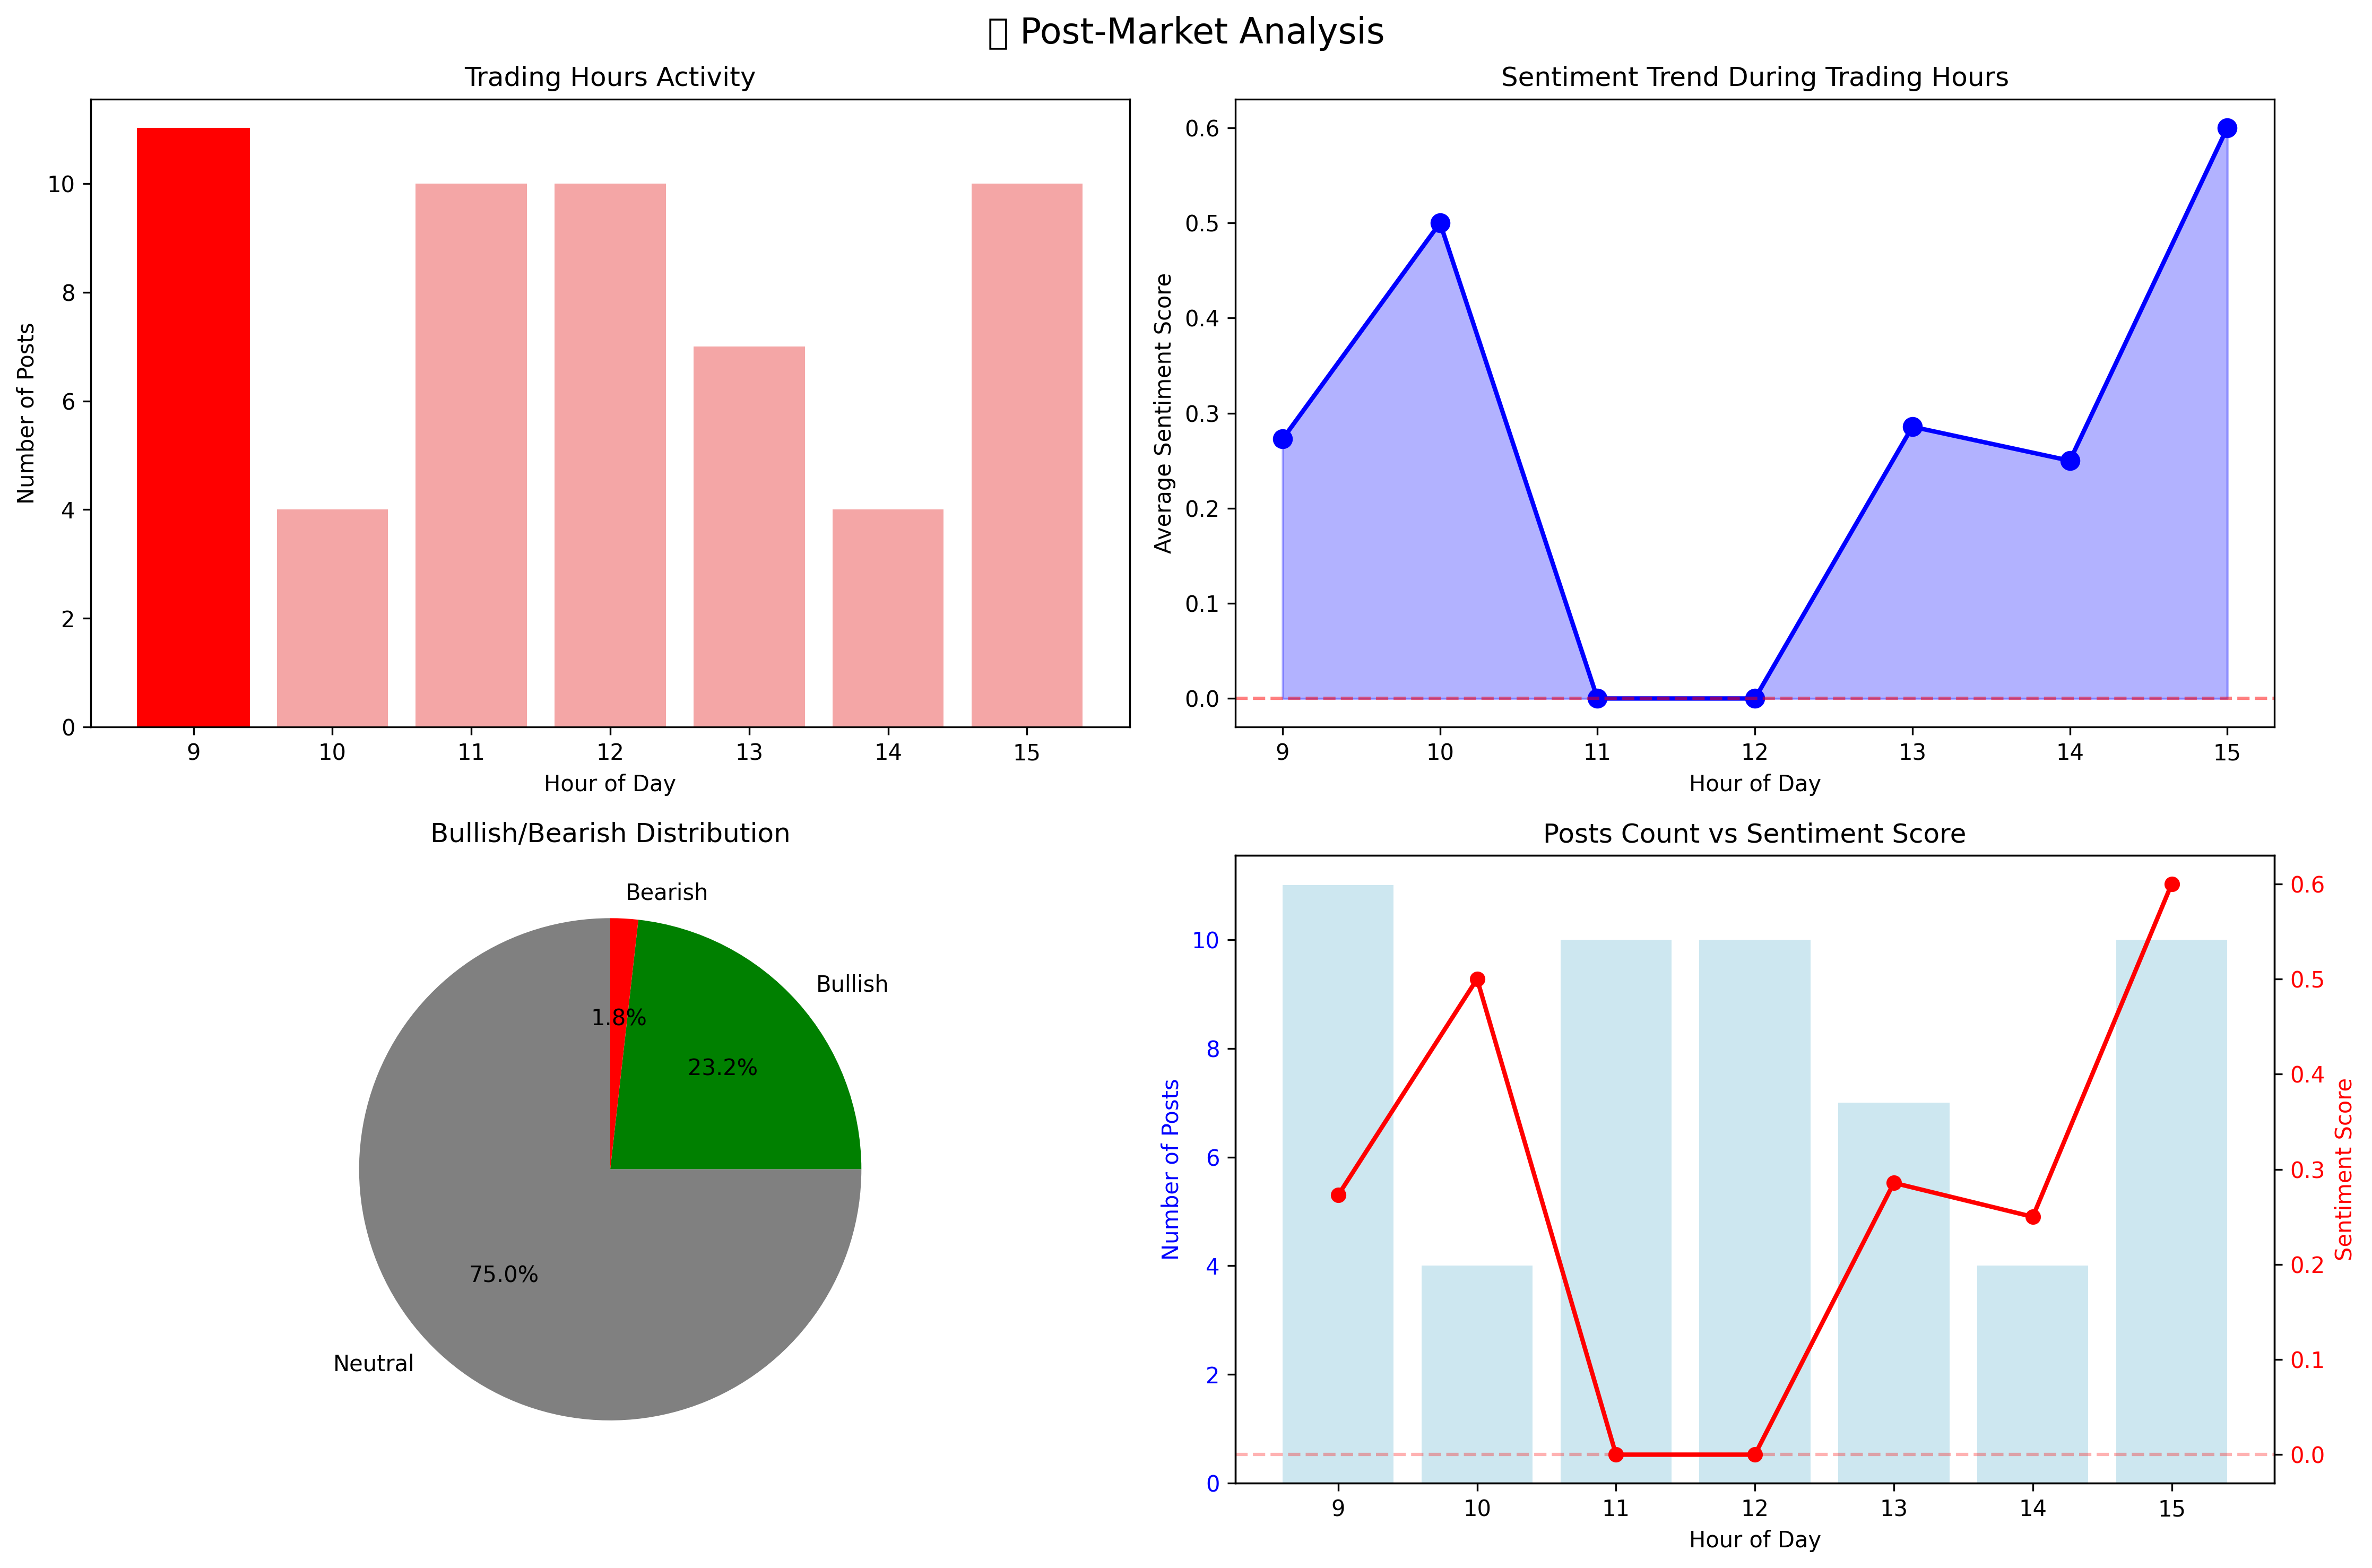 Post-Market Analysis
Trading Hours Activity
Number of Posts
10
8
6
4
2
0
9 10 11 12 13 14 15
Hour of Day
Sentiment Trend During Trading Hours
Average Sentiment Score
0.6
0.5
0.4
0.3
0.2
0.1
0.0
9 10 11 12 13 14 15
Hour of Day
Bullish/Bearish Distribution
Bearish
Bullish
1.8%
23.2%
75.0%
Neutral
Posts Count vs Sentiment Score
Number of Posts
10
8
6
4
2
0
0.6
0.5
0.4
0.3
0.2
0.1
0.0
Sentiment Score
9 10 11 12 13 14 15
Hour of Day